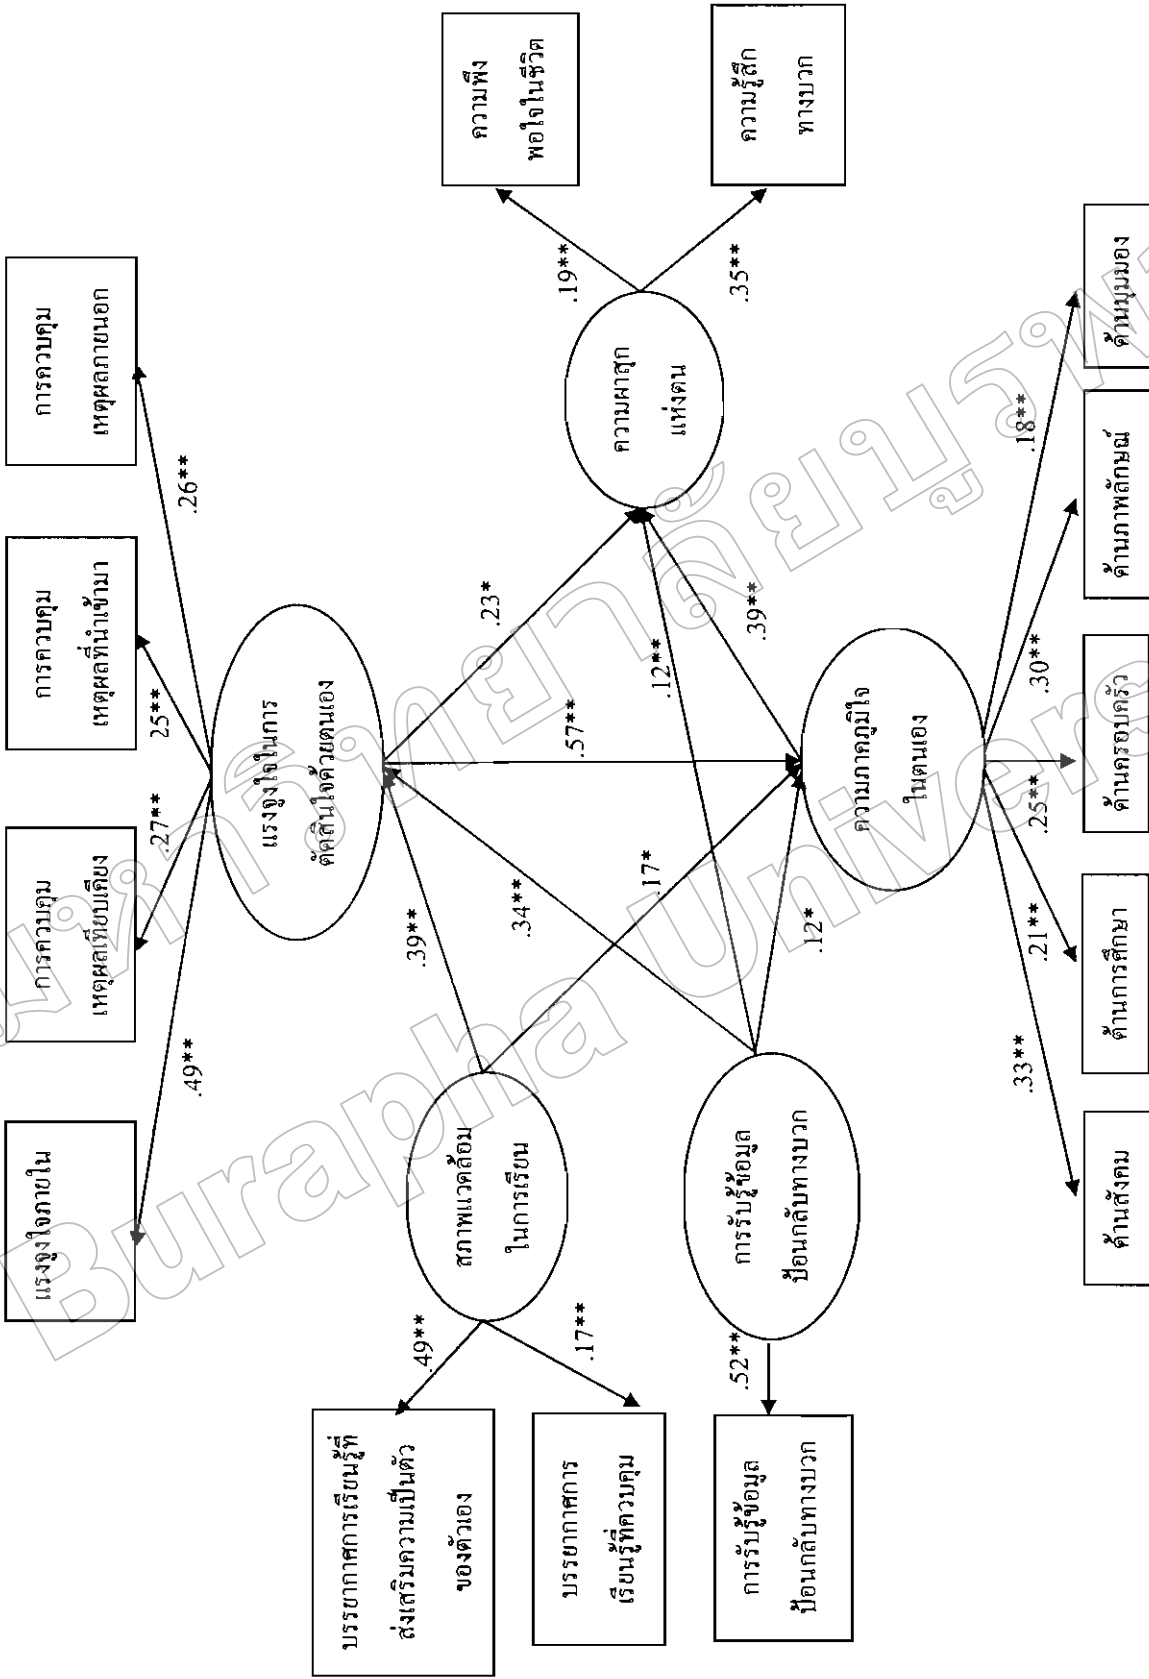 แรงจูงใจภายใน
การควบคุม
เหตุผลเทียบเคียง
การควบคุม
เหตุผลที่นำเข้ามา
การควบคุม
เหตุผลภายนอก
.49**
.27**
25**
.26**
แรงจูงใจในการ
ตัดสินใจด้วยตนเอง
บรรยากาศการเรียนรู้ที่
ส่งเสริมความเป็นตัว
ของตัวเอง
.49**
สภาพแวดล้อม
ในการเรียน
.39**
.23*
.19**
ความพึง
พอใจในชีวิต
บรรยากาศการ
เรียนรู้ที่ควบคุม
.17**
.34**
.57**
.12**
ความผาสุก
แห่งตน
.35**
ความรู้สึก
ทางบวก
การรับรู้ข้อมูล
ป้อนกลับทางบวก
.52**
การรับรู้ข้อมูล
ป้อนกลับทางบวก
.17*
.12*
.39**
ความภาคภูมิใจ
ในตนเอง
.33**
.21**
.25**
.30**
.18**
ด้านสังคม
ด้านการศึกษา
ด้านครอบครัว
ด้านภาพลักษณ์
ด้านมุมมอง
Burapha Univers